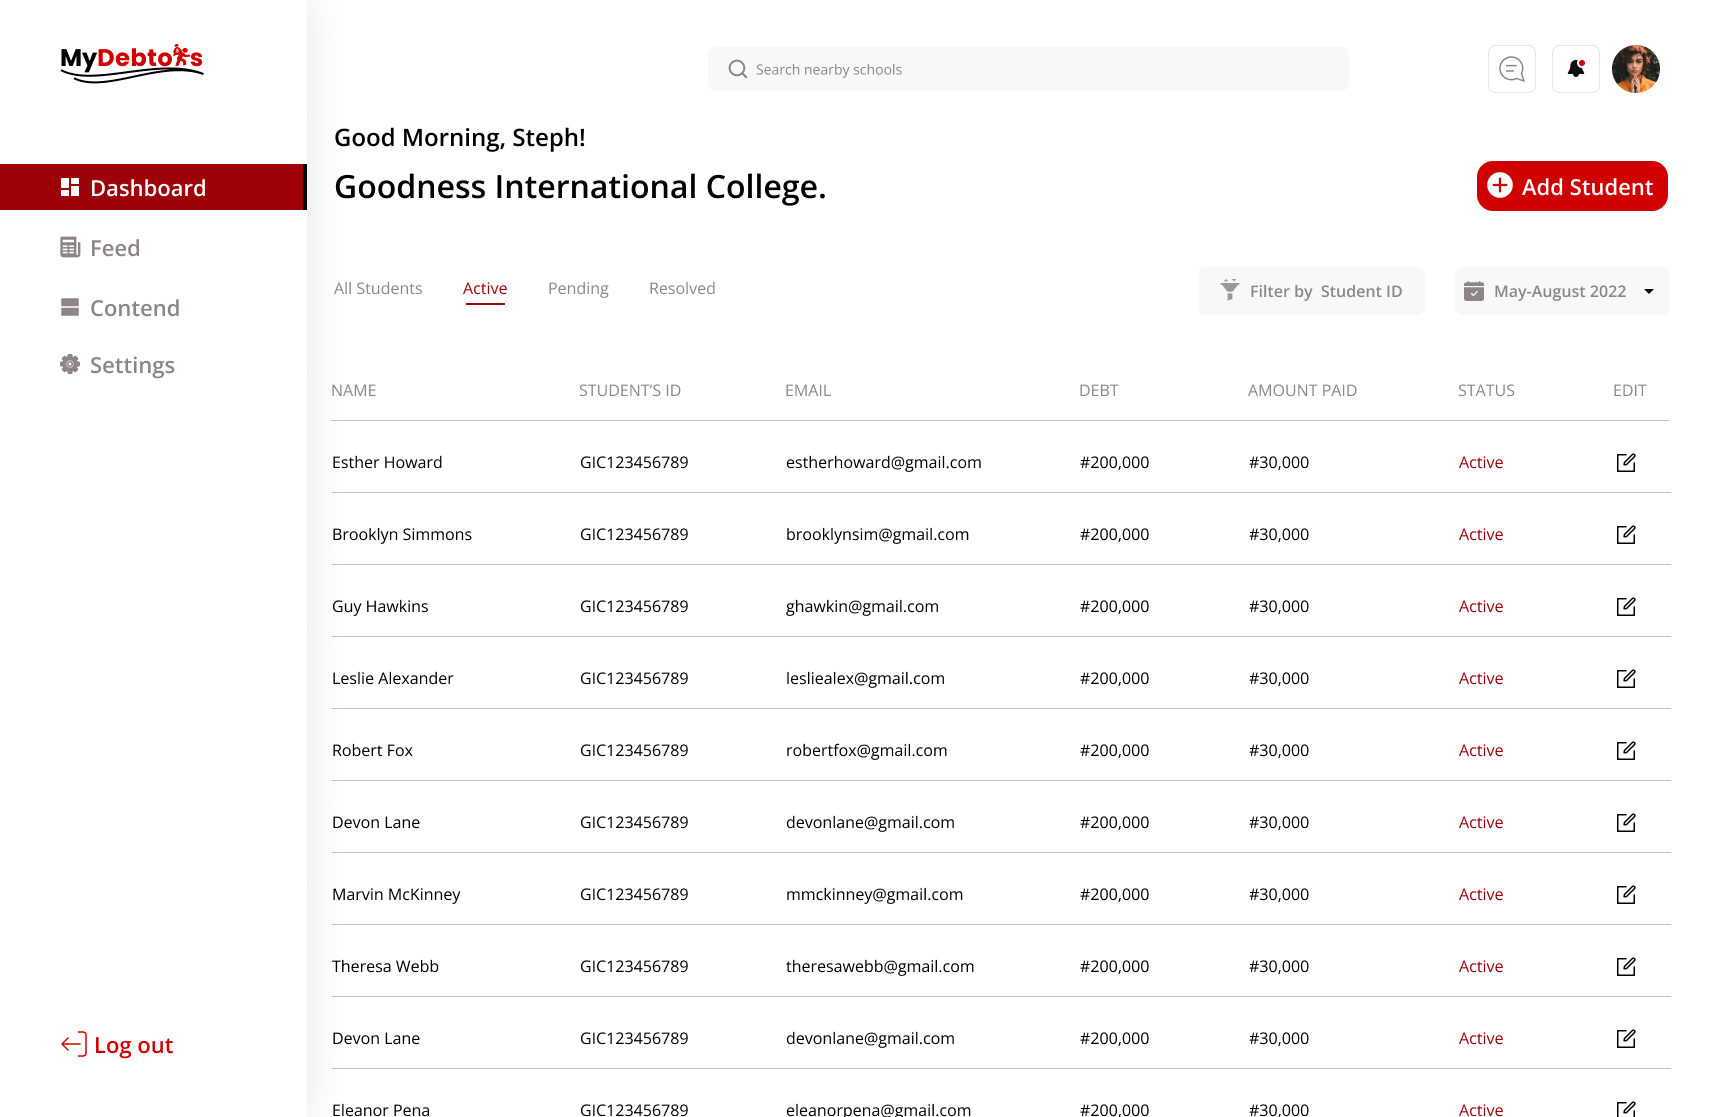 MyDebtors
Search nearby schools
Good Morning, Steph!
Goodness International College.
Add Student
Dashboard
Feed
Contend
Settings
Log out
All Students Active Pending Resolved
Filter by Student ID
May-August 2022
NAME STUDENT'S ID EMAIL DEBT AMOUNT PAID STATUS EDIT
Esther Howard GIC123456789 estherhoward@gmail.com #200,000 #30,000 Active
Brooklyn Simmons GIC123456789 brooklynsim@gmail.com #200,000 #30,000 Active
Guy Hawkins GIC123456789 ghawkin@gmail.com #200,000 #30,000 Active
Leslie Alexander GIC123456789 lesliealex@gmail.com #200,000 #30,000 Active
Robert Fox GIC123456789 robertfox@gmail.com #200,000 #30,000 Active
Devon Lane GIC123456789 devonlane@gmail.com #200,000 #30,000 Active
Marvin McKinney GIC123456789 mmckinney@gmail.com #200,000 #30,000 Active
Theresa Webb GIC123456789 theresawebb@gmail.com #200,000 #30,000 Active
Devon Lane GIC123456789 devonlane@gmail.com #200,000 #30,000 Active
Eleanor Pena GIC123456789 eleanorpena@gmail.com #200,000 #30,000 Active